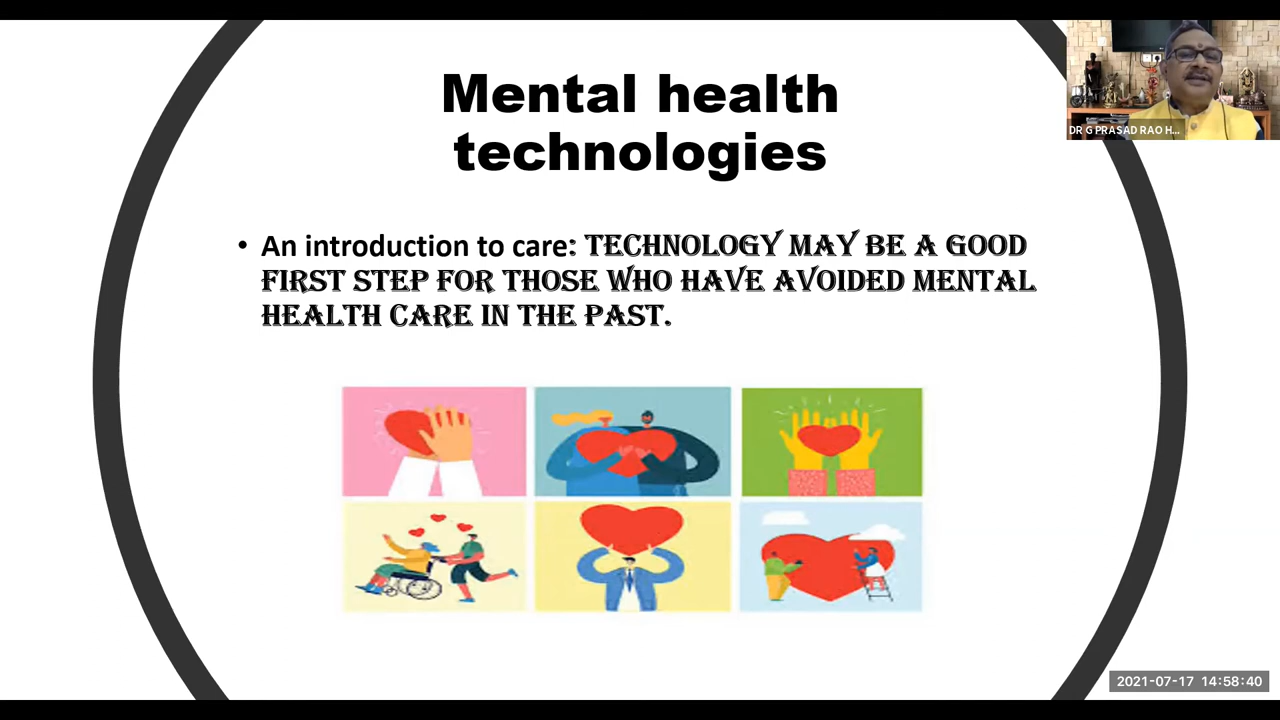 Mental health
technologies
• An introduction to care: TECHNOLOGY MAY BE A GOOD
FIRST STEP FOR THOSE WHO HAVE AVOIDED MENTAL
HEALTH CARE IN THE PAST.
DR G PRASAD RAO H...
2021-07-17 14:58:40